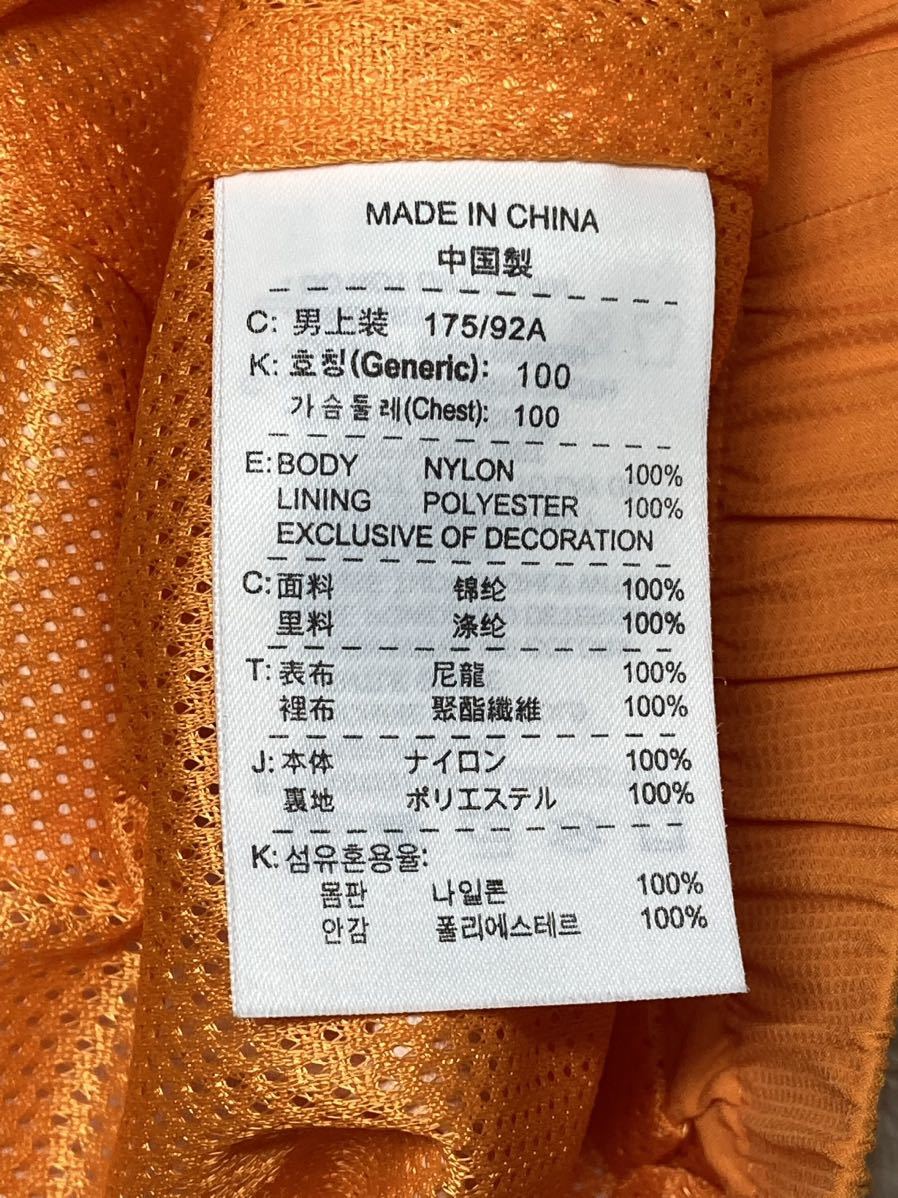 MADE IN CHINA
中国製
C: 男上装 175/92A
K: 호칭(Generic): 100
가슴둘레(Chest): 100
E: BODY NYLON 100%
LINING POLYESTER 100%
EXCLUSIVE OF DECORATION
C: 面料 锦纶 100%
里料 涤纶 100%
T: 表布 尼龍 100%
裡布 聚酯纖維 100%
J: 本体 ナイロン 100%
裏地 ポリエステル 100%
K: 섬유혼용율:
몸판 나일론 100%
안감 폴리에스테르 100%